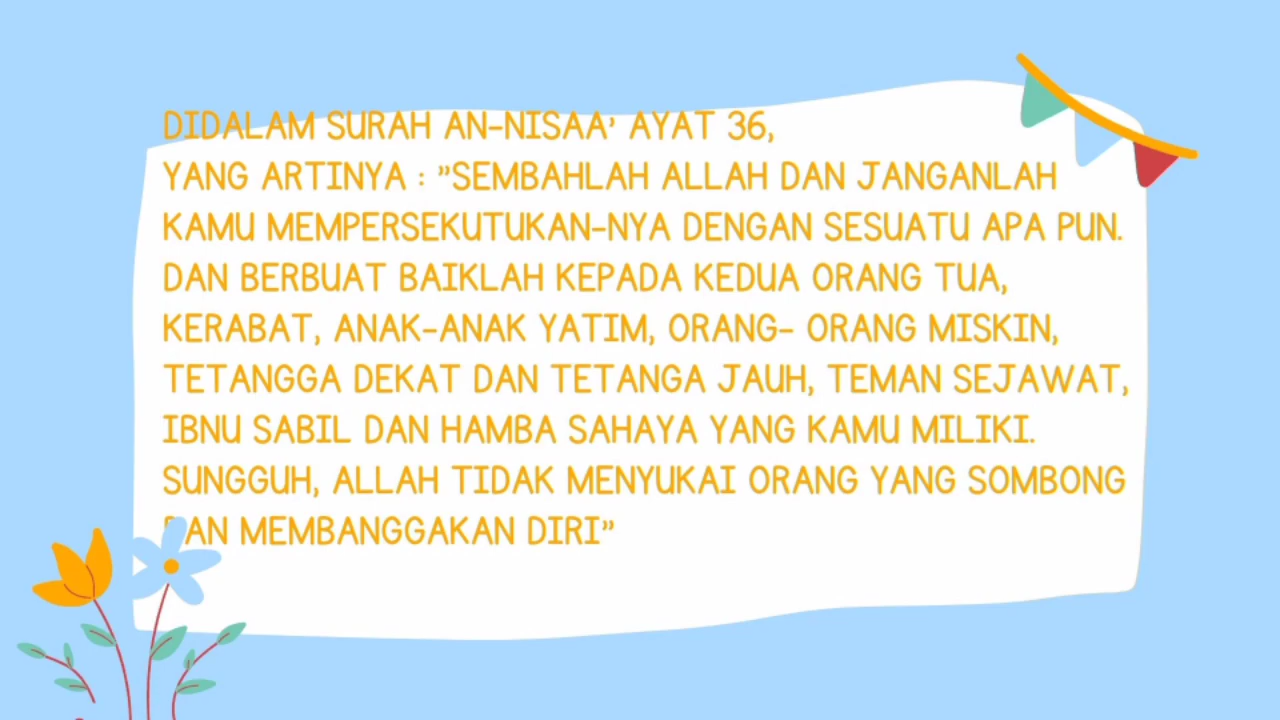 DIDALAM SURAH AN-NISAA' AYAT 36,
YANG ARTINYA : "SEMBAHLAH ALLAH DAN JANGANLAH
KAMU MEMPERSEKUTUKAN-NYA DENGAN SESUATU APA PUN.
DAN BERBUAT BAIKLAH KEPADA KEDUA ORANG TUA,
KERABAT, ANAK-ANAK YATIM, ORANG- ORANG MISKIN,
TETANGGA DEKAT DAN TETANGA JAUH, TEMAN SEJAWAT,
IBNU SABIL DAN HAMBA SAHAYA YANG KAMU MILIKI.
SUNGGUH, ALLAH TIDAK MENYUKAI ORANG YANG SOMBONG
DAN MEMBANGGAKAN DIRI"